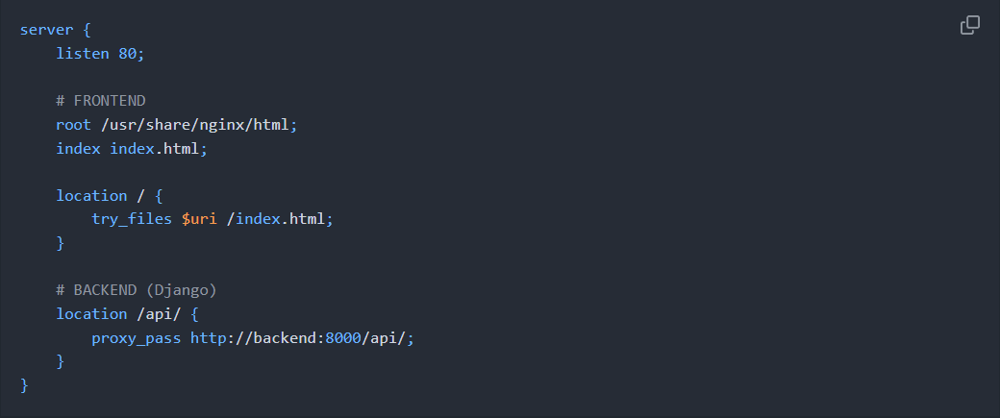 server {
    listen 80;

    # FRONTEND
    root /usr/share/nginx/html;
    index index.html;

    location / {
        try_files $uri /index.html;
    }

    # BACKEND (Django)
    location /api/ {
        proxy_pass http://backend:8000/api/;
    }
}